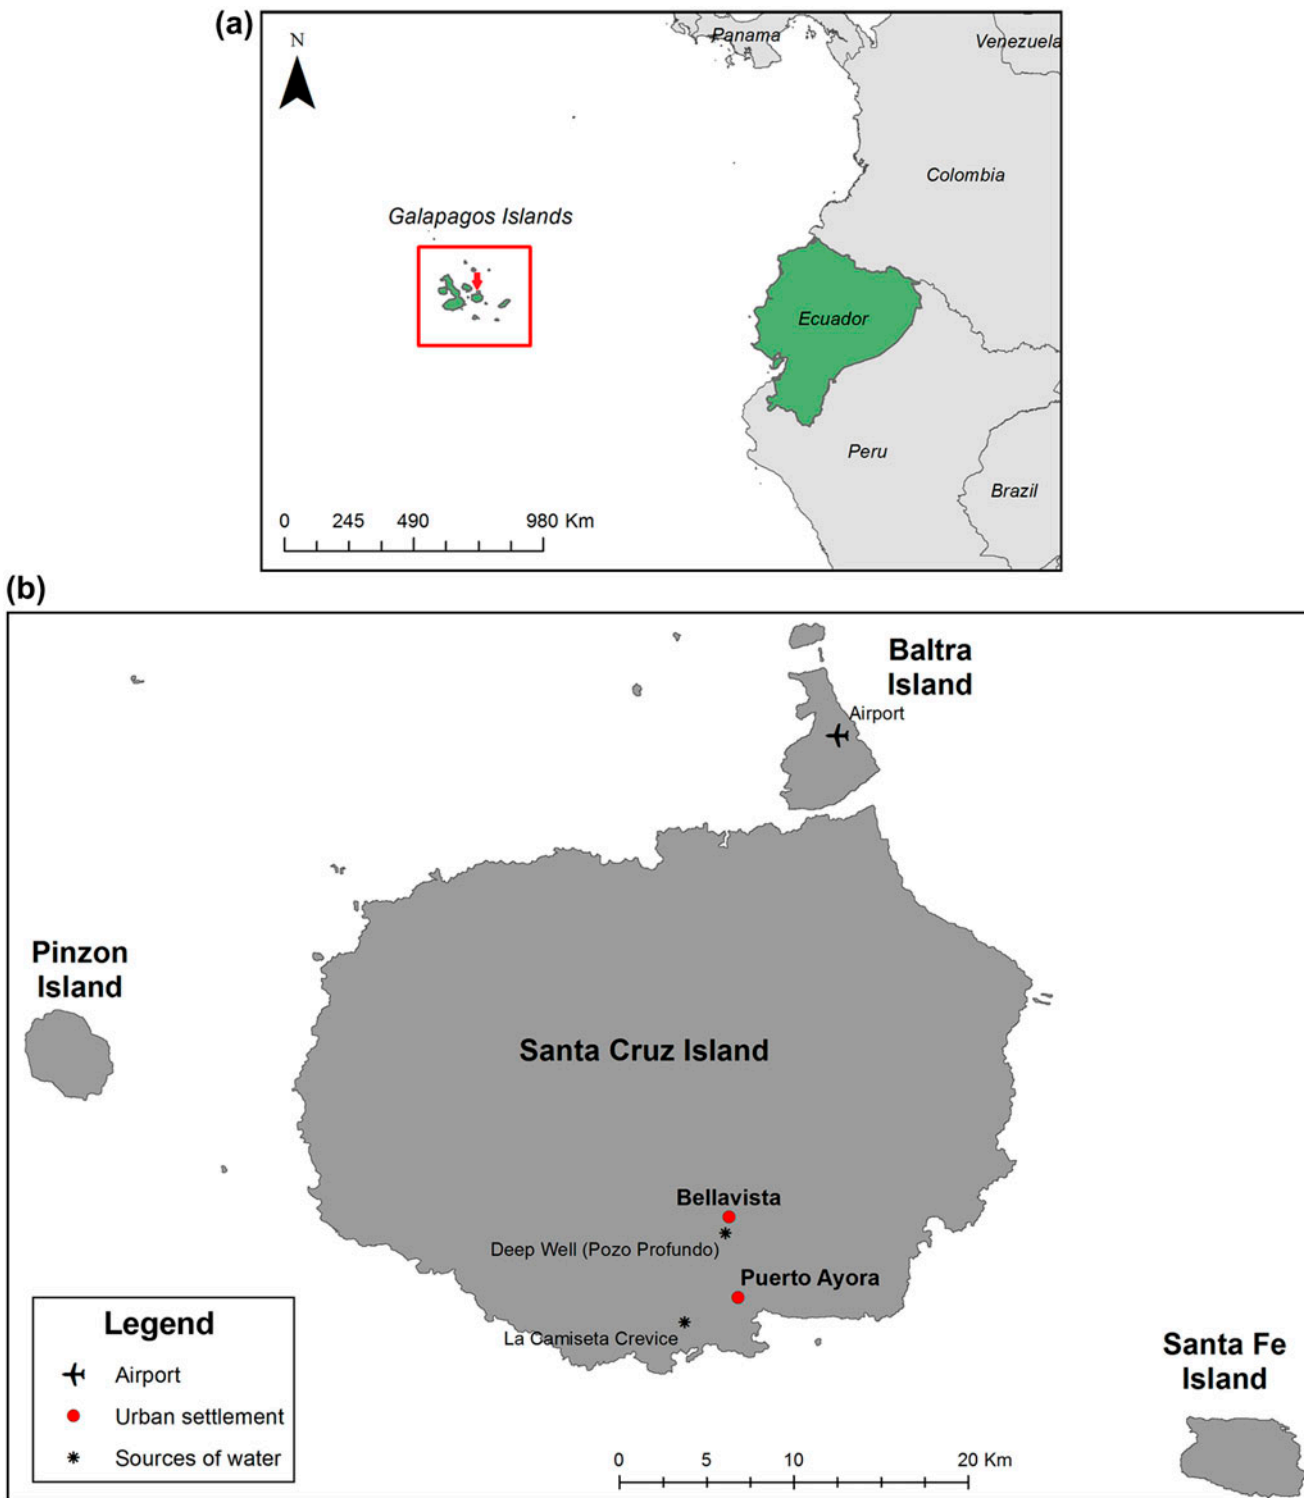 (a)
N
Panama
Venezuela
Colombia
Galapagos Islands
Ecuador
Peru
Brazil
0 245 490 980 Km
(b)
Baltra
Island
Airport
Pinzon
Island
Santa Cruz Island
Bellavista
Deep Well (Pozo Profundo)
Puerto Ayora
La Camiseta Crevice
Legend
Airport
Urban settlement
Sources of water
Santa Fe
Island
0 5 10 20 Km